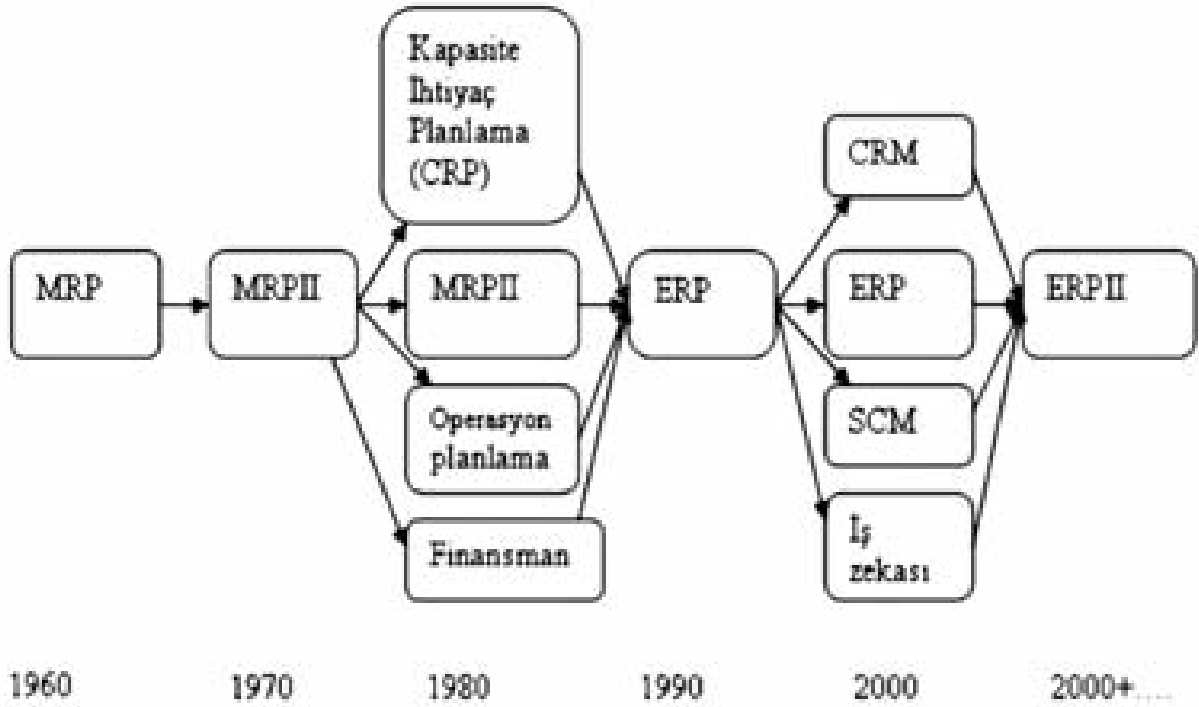 Kapasite
İhtiyaç
Planlama
(CRP)
CRM
MRP
MRPII
MRPII
ERP
ERP
ERPII
Operasyon
planlama
SCM
Finansman
İş
zekası
1960
1970
1980
1990
2000
2000+.....